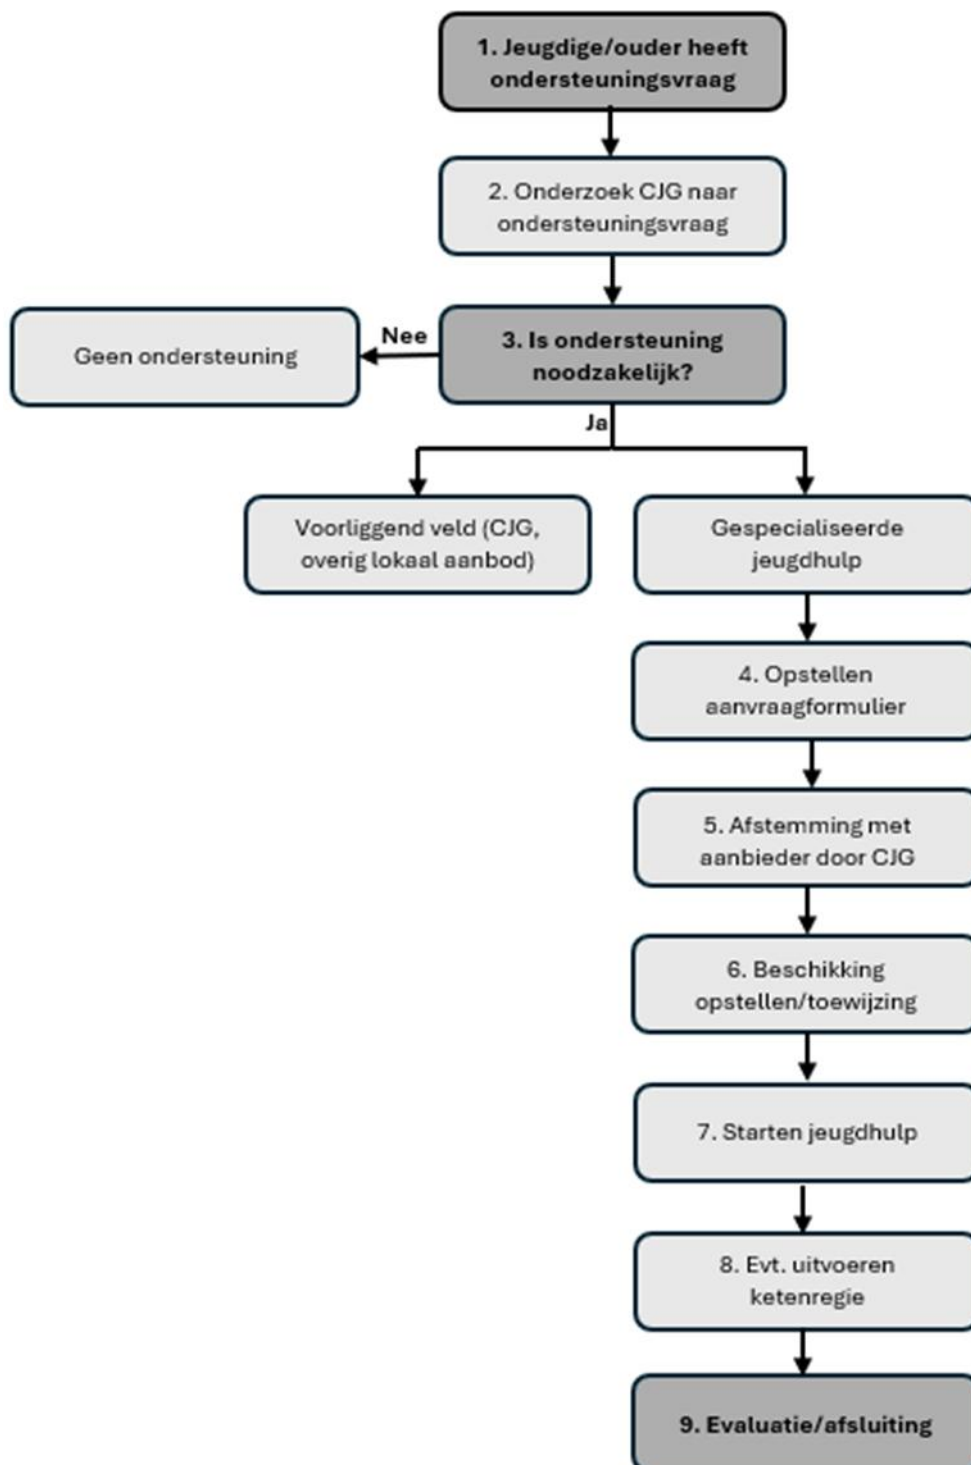 1. Jeugdige/ouder heeft
ondersteuningsvraag
2. Onderzoek CJG naar
ondersteuningsvraag
Nee
Geen ondersteuning
3. Is ondersteuning
noodzakelijk?
Ja
Voorliggend veld (CJG,
overig lokaal aanbod)
Gespecialiseerde
jeugdhulp
4. Opstellen
aanvraagformulier
5. Afstemming met
aanbieder door CJG
6. Beschikking
opstellen/toewijzing
7. Starten jeugdhulp
8. Evt. uitvoeren
ketenregie
9. Evaluatie/afsluiting